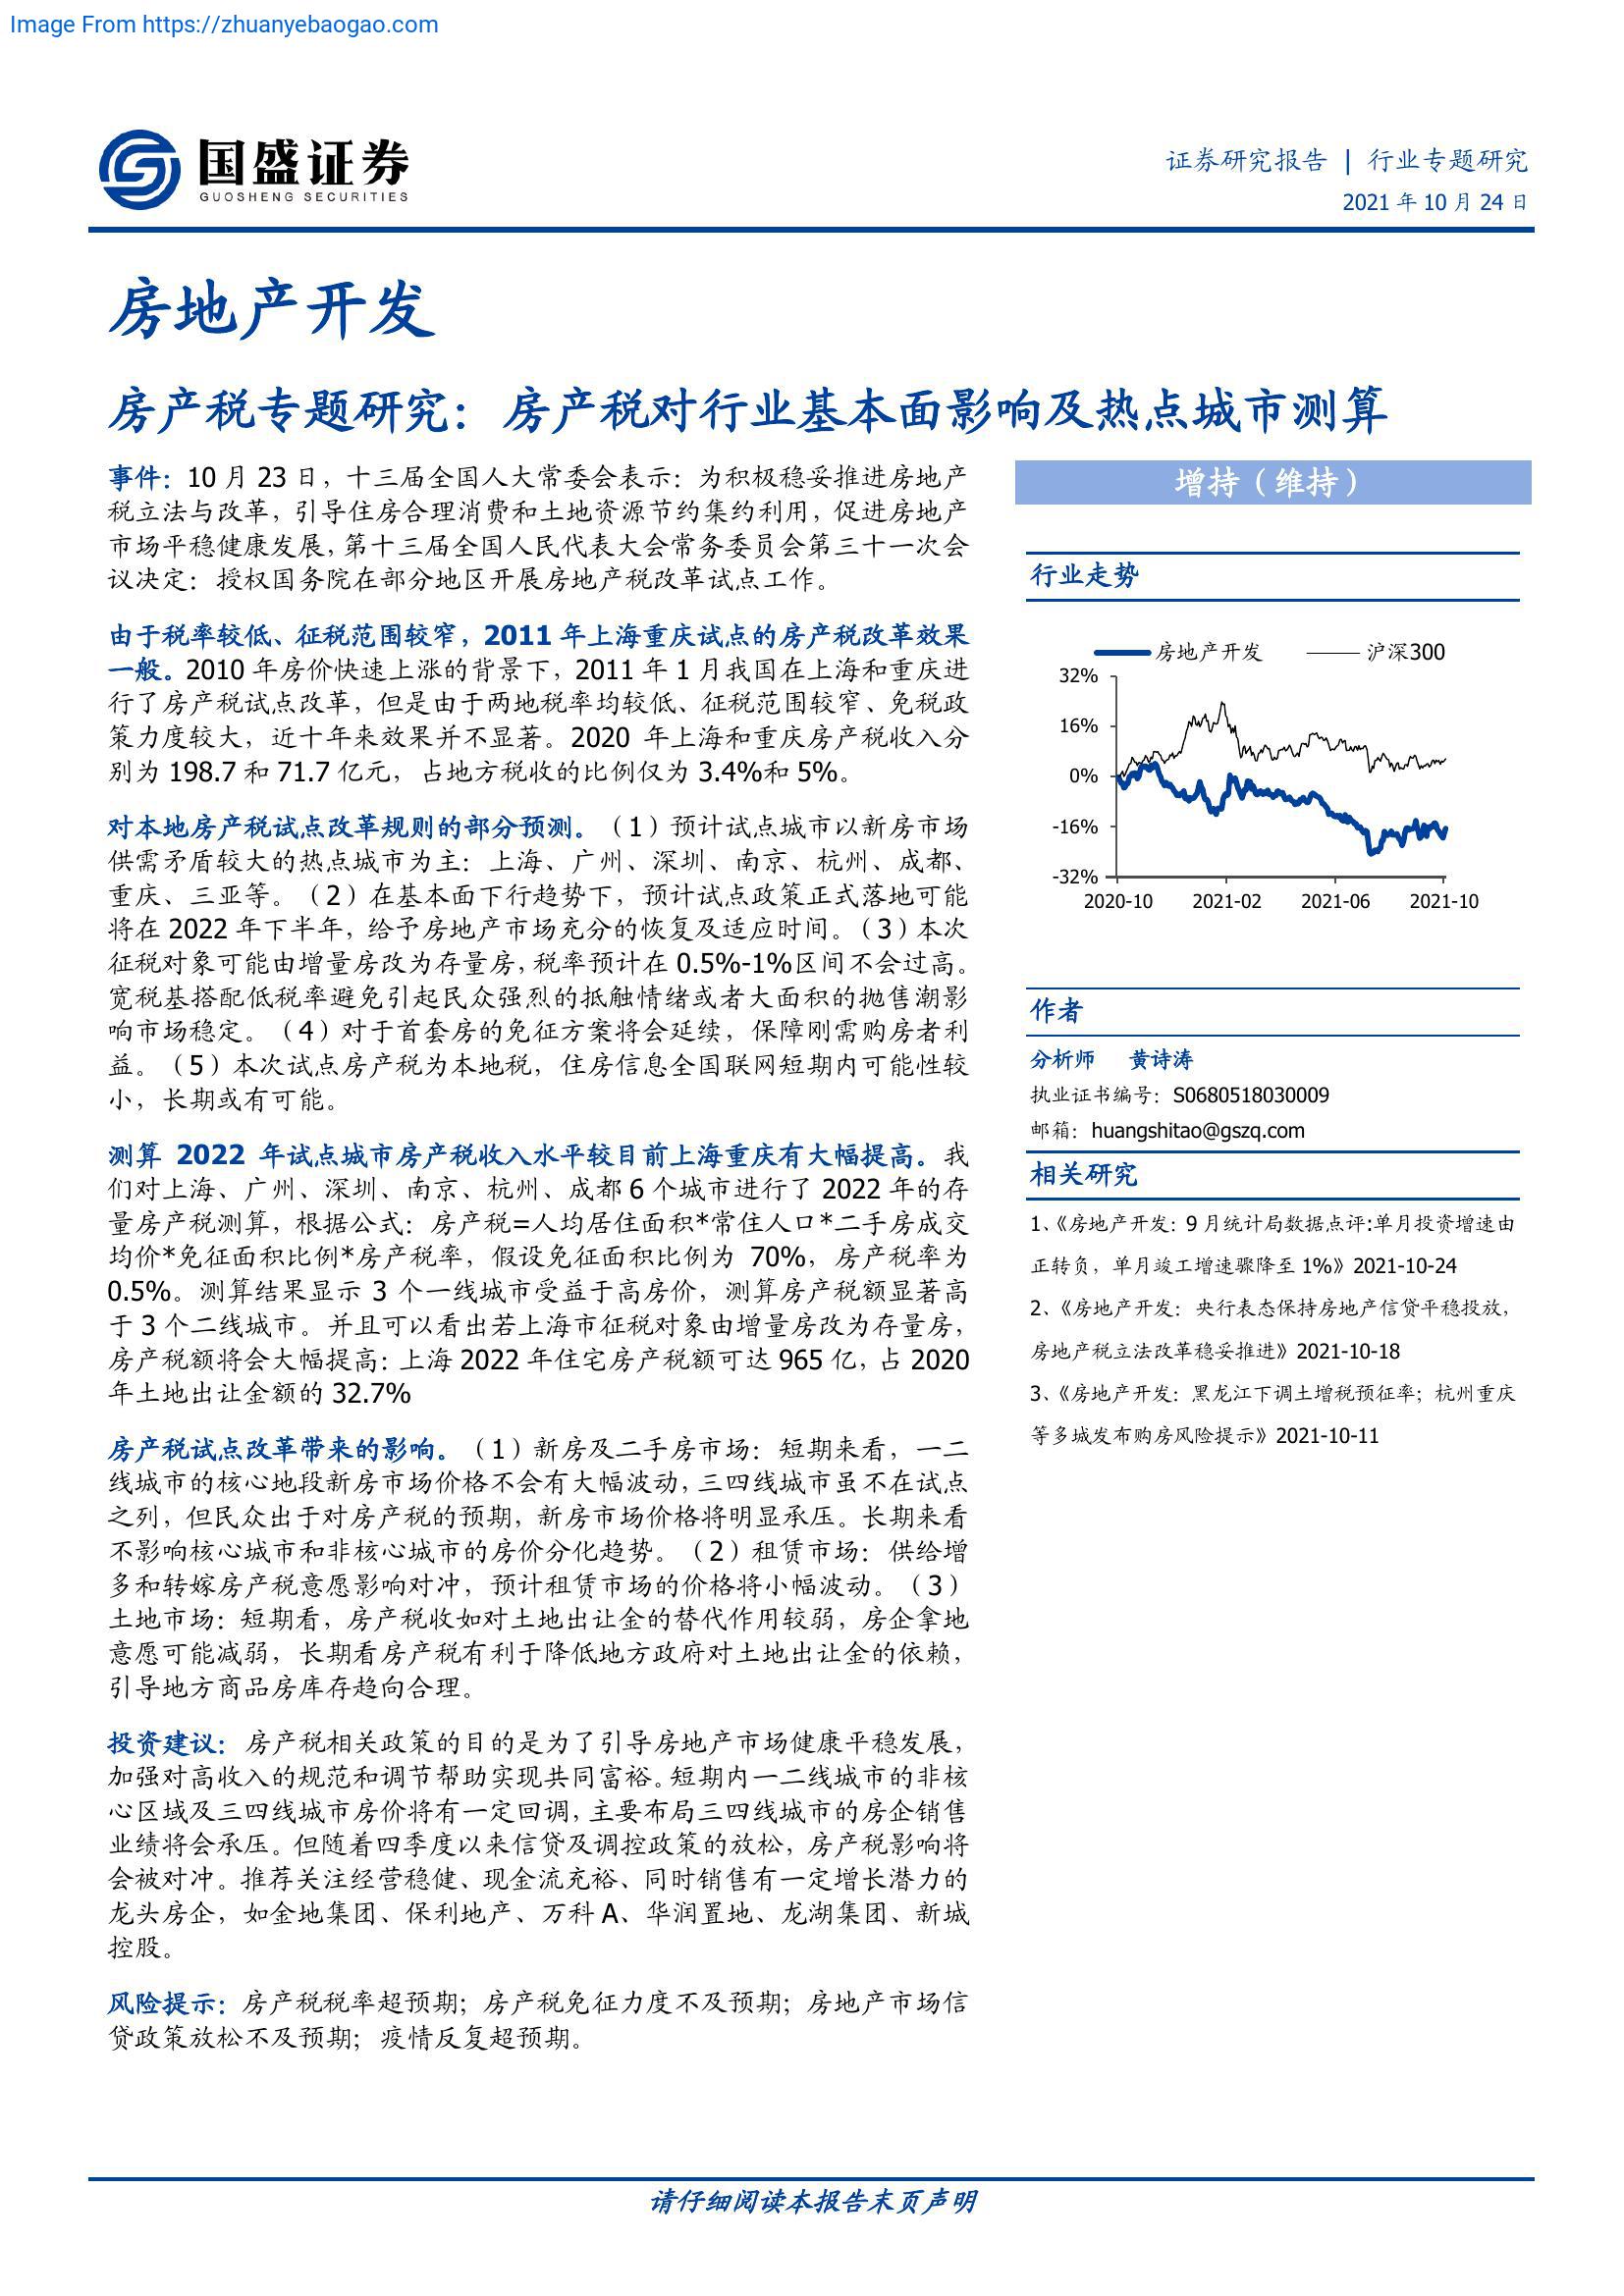 Image From https://zhuanyebaogao.com
国盛证券
GUOSHENG SECURITIES
证券研究报告 | 行业专题研究
2021 年 10 月 24 日
房地产开发
房产税专题研究：房产税对行业基本面影响及热点城市测算
事件：10 月 23 日，十三届全国人大常委会表示：为积极稳妥推进房地产
税立法与改革，引导住房合理消费和土地资源节约集约利用，促进房地产
市场平稳健康发展，第十三届全国人民代表大会常务委员会第三十一次会
议决定：授权国务院在部分地区开展房地产税改革试点工作。
由于税率较低、征税范围较窄，2011 年上海重庆试点的房产税改革效果
一般。2010 年房价快速上涨的背景下，2011 年 1 月我国在上海和重庆进
行了房产税试点改革，但是由于两地税率均较低、征税范围较窄、免税政
策力度较大，近十年来效果并不显著。2020 年上海和重庆房产税收入分
别为 198.7 和 71.7 亿元，占地方税收的比例仅为 3.4%和 5%。
对本地房产税试点改革规则的部分预测。（1）预计试点城市以新房市场
供需矛盾较大的热点城市为主：上海、广州、深圳、南京、杭州、成都、
重庆、三亚等。（2）在基本面下行趋势下，预计试点政策正式落地可能
将在 2022 年下半年，给予房地产市场充分的恢复及适应时间。（3）本次
征税对象可能由增量房改为存量房，税率预计在 0.5%-1%区间不会过高。
宽税基搭配低税率避免引起民众强烈的抵触情绪或者大面积的抛售潮影
响市场稳定。（4）对于首套房的免征方案将会延续，保障刚需购房者利
益。（5）本次试点房产税为本地税，住房信息全国联网短期内可能性较
小，长期或有可能。
测算 2022 年试点城市房产税收入水平较目前上海重庆有大幅提高。我
们对上海、广州、深圳、南京、杭州、成都 6 个城市进行了 2022 年的存
量房产税测算，根据公式：房产税=人均居住面积*常住人口*二手房成交
均价*免征面积比例*房产税率，假设免征面积比例为 70%，房产税率为
0.5%。测算结果显示 3 个一线城市受益于高房价，测算房产税额显著高
于 3 个二线城市。并且可以看出若上海市征税对象由增量房改为存量房，
房产税额将会大幅提高：上海 2022 年住宅房产税额可达 965 亿，占 2020
年土地出让金额的 32.7%
房产税试点改革带来的影响。（1）新房及二手房市场：短期来看，一二
线城市的核心地段新房市场价格不会有大幅波动，三四线城市虽不在试点
之列，但民众出于对房产税的预期，新房市场价格将明显承压。长期来看
不影响核心城市和非核心城市的房价分化趋势。（2）租赁市场：供给增
多和转嫁房产税意愿影响对冲，预计租赁市场的价格将小幅波动。（3）
土地市场：短期看，房产税收如对土地出让金的替代作用较弱，房企拿地
意愿可能减弱，长期看房产税有利于降低地方政府对土地出让金的依赖，
引导地方商品房库存趋向合理。
投资建议：房产税相关政策的目的是为了引导房地产市场健康平稳发展，
加强对高收入的规范和调节帮助实现共同富裕。短期内一二线城市的非核
心区域及三四线城市房价将有一定回调，主要布局三四线城市的房企销售
业绩将会承压。但随着四季度以来信贷及调控政策的放松，房产税影响将
会被对冲。推荐关注经营稳健、现金流充裕、同时销售有一定增长潜力的
龙头房企，如金地集团、保利地产、万科 A、华润置地、龙湖集团、新城
控股。
风险提示：房产税税率超预期；房产税免征力度不及预期；房地产市场信
贷政策放松不及预期；疫情反复超预期。
增持（维持）
行业走势
房地产开发 沪深300
32%
16%
0%
-16%
-32%
2020-10 2021-02 2021-06 2021-10
作者
分析师 黄诗涛
执业证书编号：S0680518030009
邮箱：huangshitao@gszq.com
相关研究
1、《房地产开发：9 月统计局数据点评:单月投资增速由
正转负，单月竣工增速骤降至 1%》2021-10-24
2、《房地产开发：央行表态保持房地产信贷平稳投放，
房地产税立法改革稳妥推进》2021-10-18
3、《房地产开发：黑龙江下调土增税预征率；杭州重庆
等多城发布购房风险提示》2021-10-11
请仔细阅读本报告末页声明